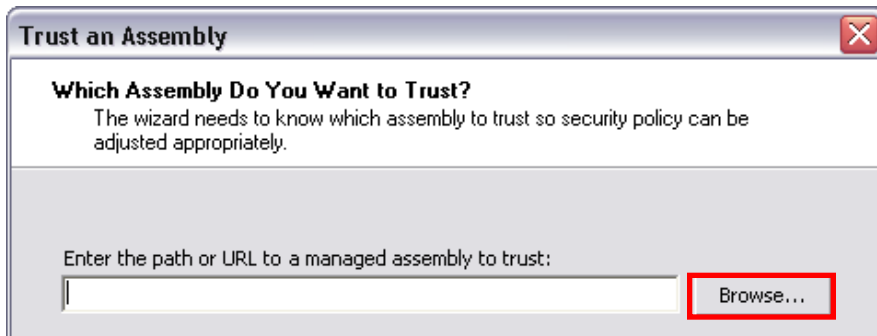 Trust an Assembly
Which Assembly Do You Want to Trust?
The wizard needs to know which assembly to trust so security policy can be
adjusted appropriately.
Enter the path or URL to a managed assembly to trust:
Browse...